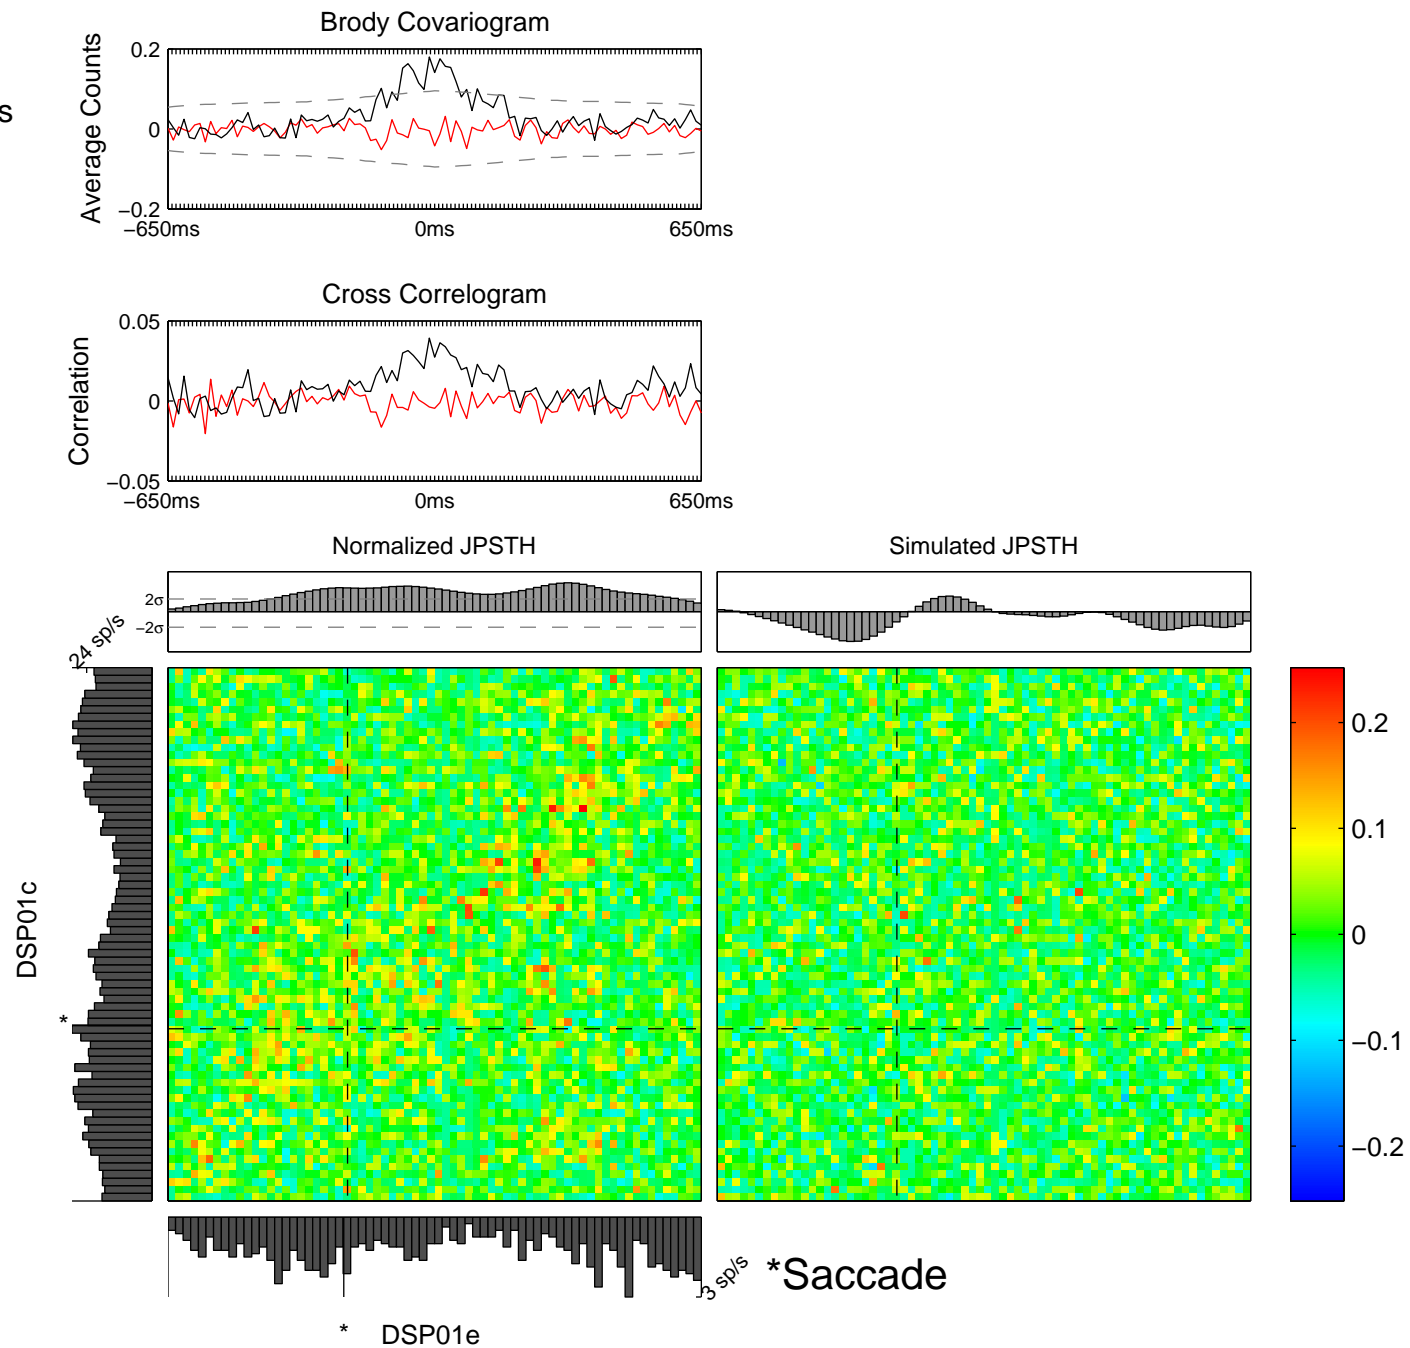 Brody Covariogram
s
Average Counts
0.2
0
−0.2
−650ms
0ms
650ms
Cross Correlogram
Correlation
0.05
0
−0.05
−650ms
0ms
650ms
Normalized JPSTH
Simulated JPSTH
2σ
−2σ
24 sp/s
DSP01c
*
0.2
0.1
0
−0.1
−0.2
3 sp/s
*Saccade
*
DSP01e